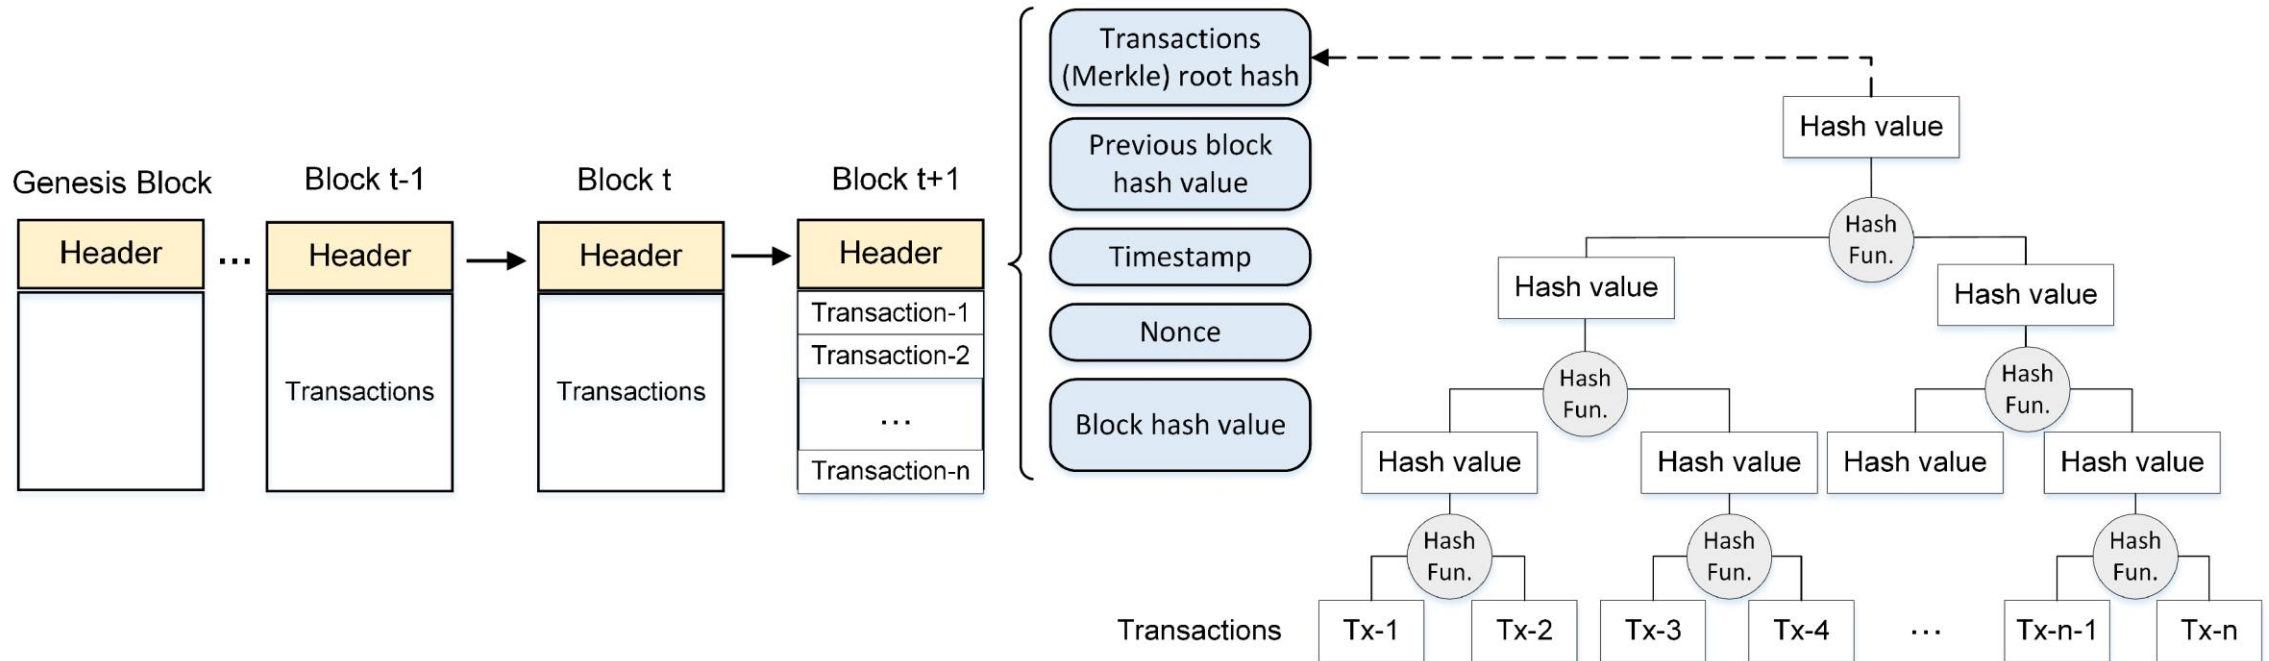 Genesis Block
Header
...
Block t-1
Header
Transactions
Block t
Header
Transactions
Block t+1
Header
Transaction-1
Transaction-2
...
Transaction-n
Transactions
(Merkle) root hash
Previous block
hash value
Timestamp
Nonce
Block hash value
Hash value
Hash
Fun.
Hash value
Hash value
Hash
Fun.
Hash
Fun.
Hash value
Hash value
Hash value
Hash value
Hash
Fun.
Hash
Fun.
Hash
Fun.
Transactions
Tx-1
Tx-2
Tx-3
Tx-4
...
Tx-n-1
Tx-n